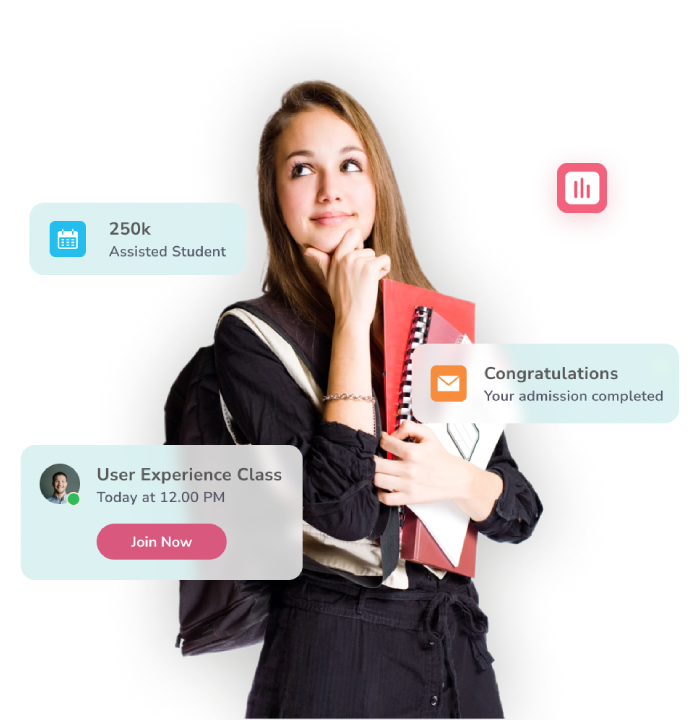 250k
Assisted Student
Congratulations
Your admission completed
User Experience Class
Today at 12.00 PM
Join Now